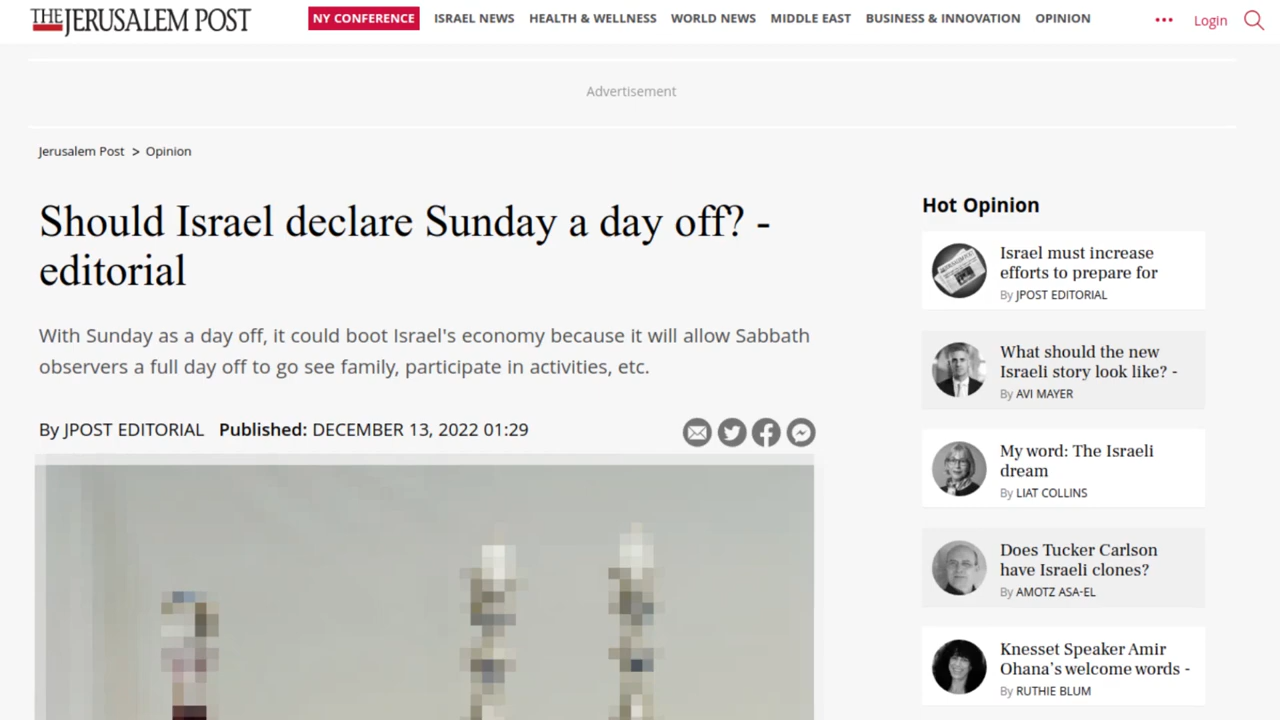 THE JERUSALEM POST
NY CONFERENCE ISRAEL NEWS HEALTH & WELLNESS WORLD NEWS MIDDLE EAST BUSINESS & INNOVATION OPINION
Login
Advertisement
Jerusalem Post > Opinion
Should Israel declare Sunday a day off? -
editorial
With Sunday as a day off, it could boot Israel's economy because it will allow Sabbath
observers a full day off to go see family, participate in activities, etc.
By JPOST EDITORIAL Published: DECEMBER 13, 2022 01:29
Hot Opinion
Israel must increase
efforts to prepare for
By JPOST EDITORIAL
What should the new
Israeli story look like? -
By AVI MAYER
My word: The Israeli
dream
By LIAT COLLINS
Does Tucker Carlson
have Israeli clones?
By AMOTZ ASA-EL
Knesset Speaker Amir
Ohana's welcome words -
By RUTHIE BLUM